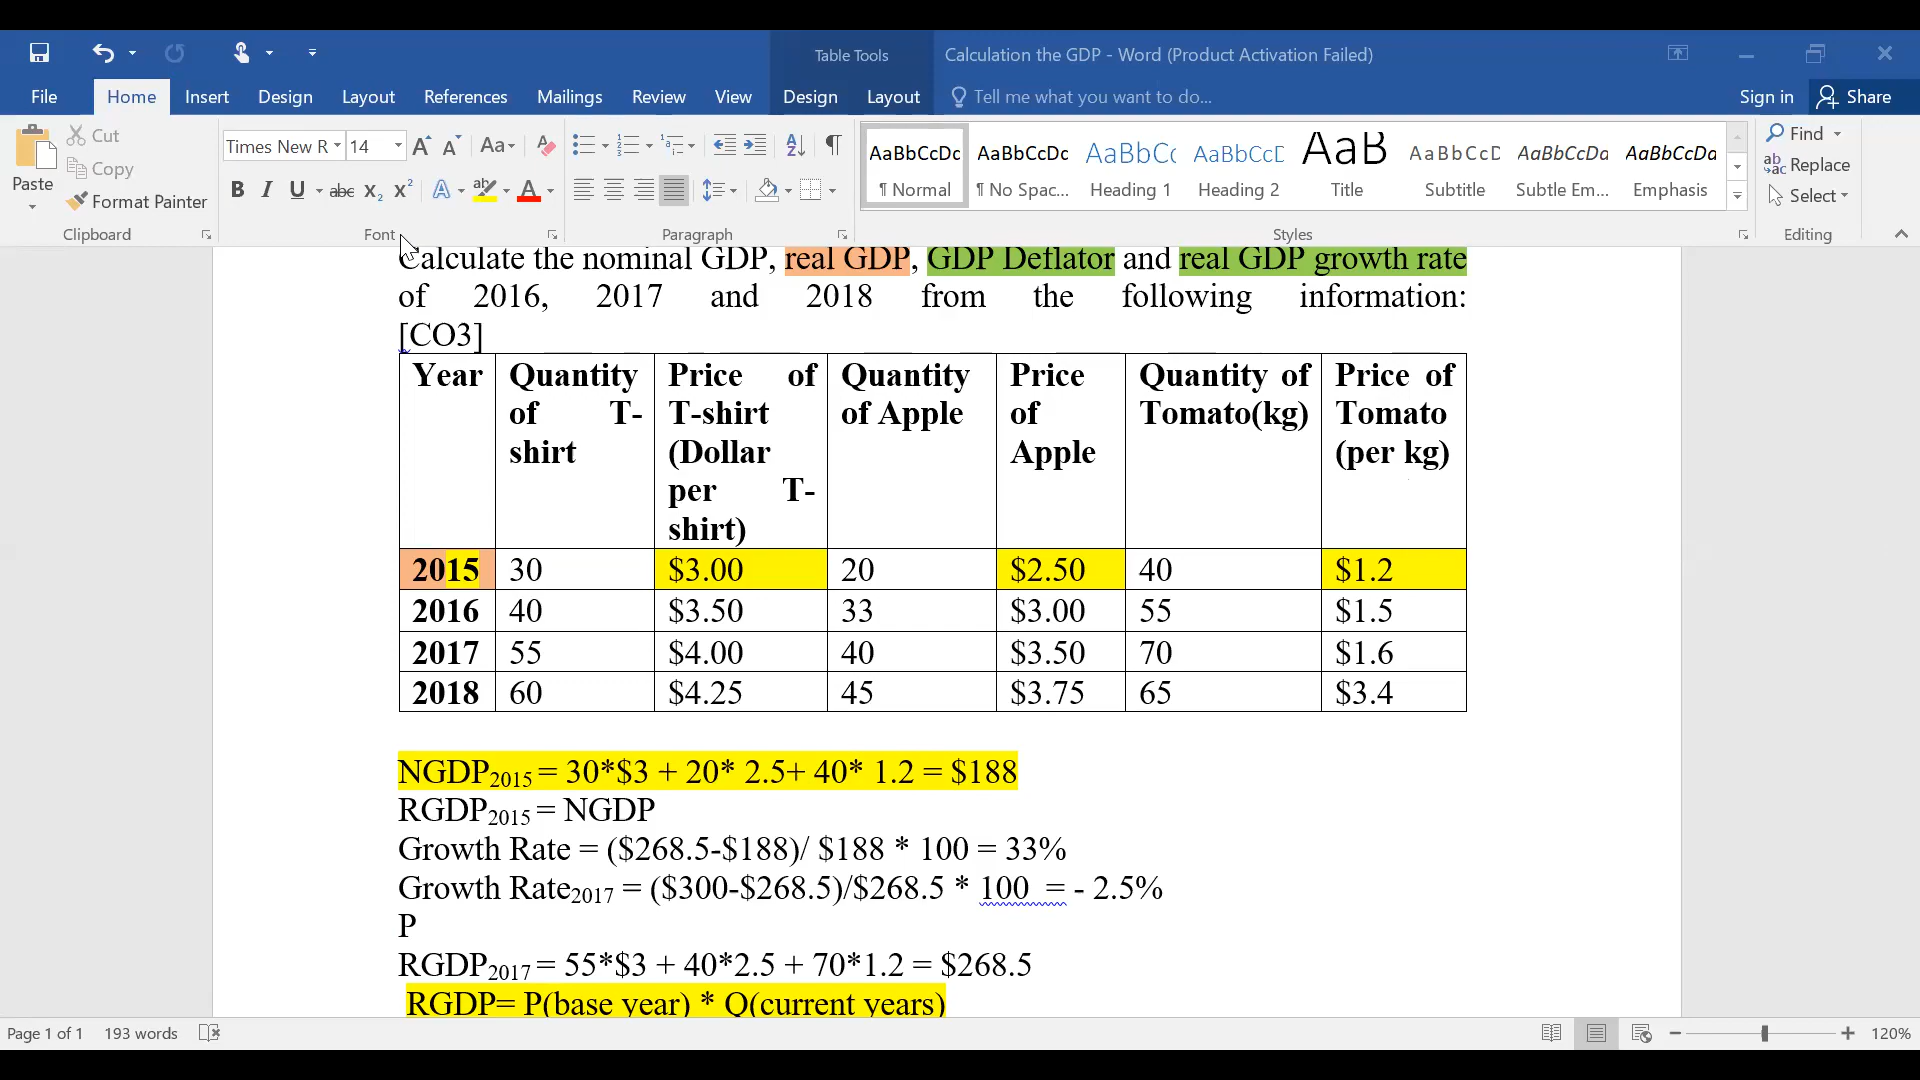 Table Tools
Calculation the GDP - Word (Product Activation Failed)
File Home Insert Design Layout References Mailings Review View Design Layout Tell me what you want to do... Sign in Share
Paste
Cut
Copy
Format Painter
Clipboard
Times New R 14
Font
Paragraph
AaBbCcDc AaBbCcDc AaBbCc AaBbCcD AaB AaBbCcD AaBbCcDa AaBbCcDa
¶ Normal ¶ No Spac... Heading 1 Heading 2 Title Subtitle Subtle Em... Emphasis
Styles
Find
Replace
Select
Editing
Calculate the nominal GDP, real GDP, GDP Deflator and real GDP growth rate
of 2016, 2017 and 2018 from the following information:
[CO3]
Year Quantity of T-shirt Price of T-shirt (Dollar per T-shirt) Quantity of Apple Price of Apple Quantity of Tomato(kg) Price of Tomato (per kg)
2015 30 $3.00 20 $2.50 40 $1.2
2016 40 $3.50 33 $3.00 55 $1.5
2017 55 $4.00 40 $3.50 70 $1.6
2018 60 $4.25 45 $3.75 65 $3.4
NGDP2015 = 30*$3 + 20* 2.5+ 40* 1.2 = $188
RGDP2015 = NGDP
Growth Rate = ($268.5-$188)/ $188 * 100 = 33%
Growth Rate2017 = ($300-$268.5)/$268.5 * 100 = - 2.5%
P
RGDP2017 = 55*$3 + 40*2.5 + 70*1.2 = $268.5
RGDP= P(base year) * Q(current years)
Page 1 of 1 193 words 120%